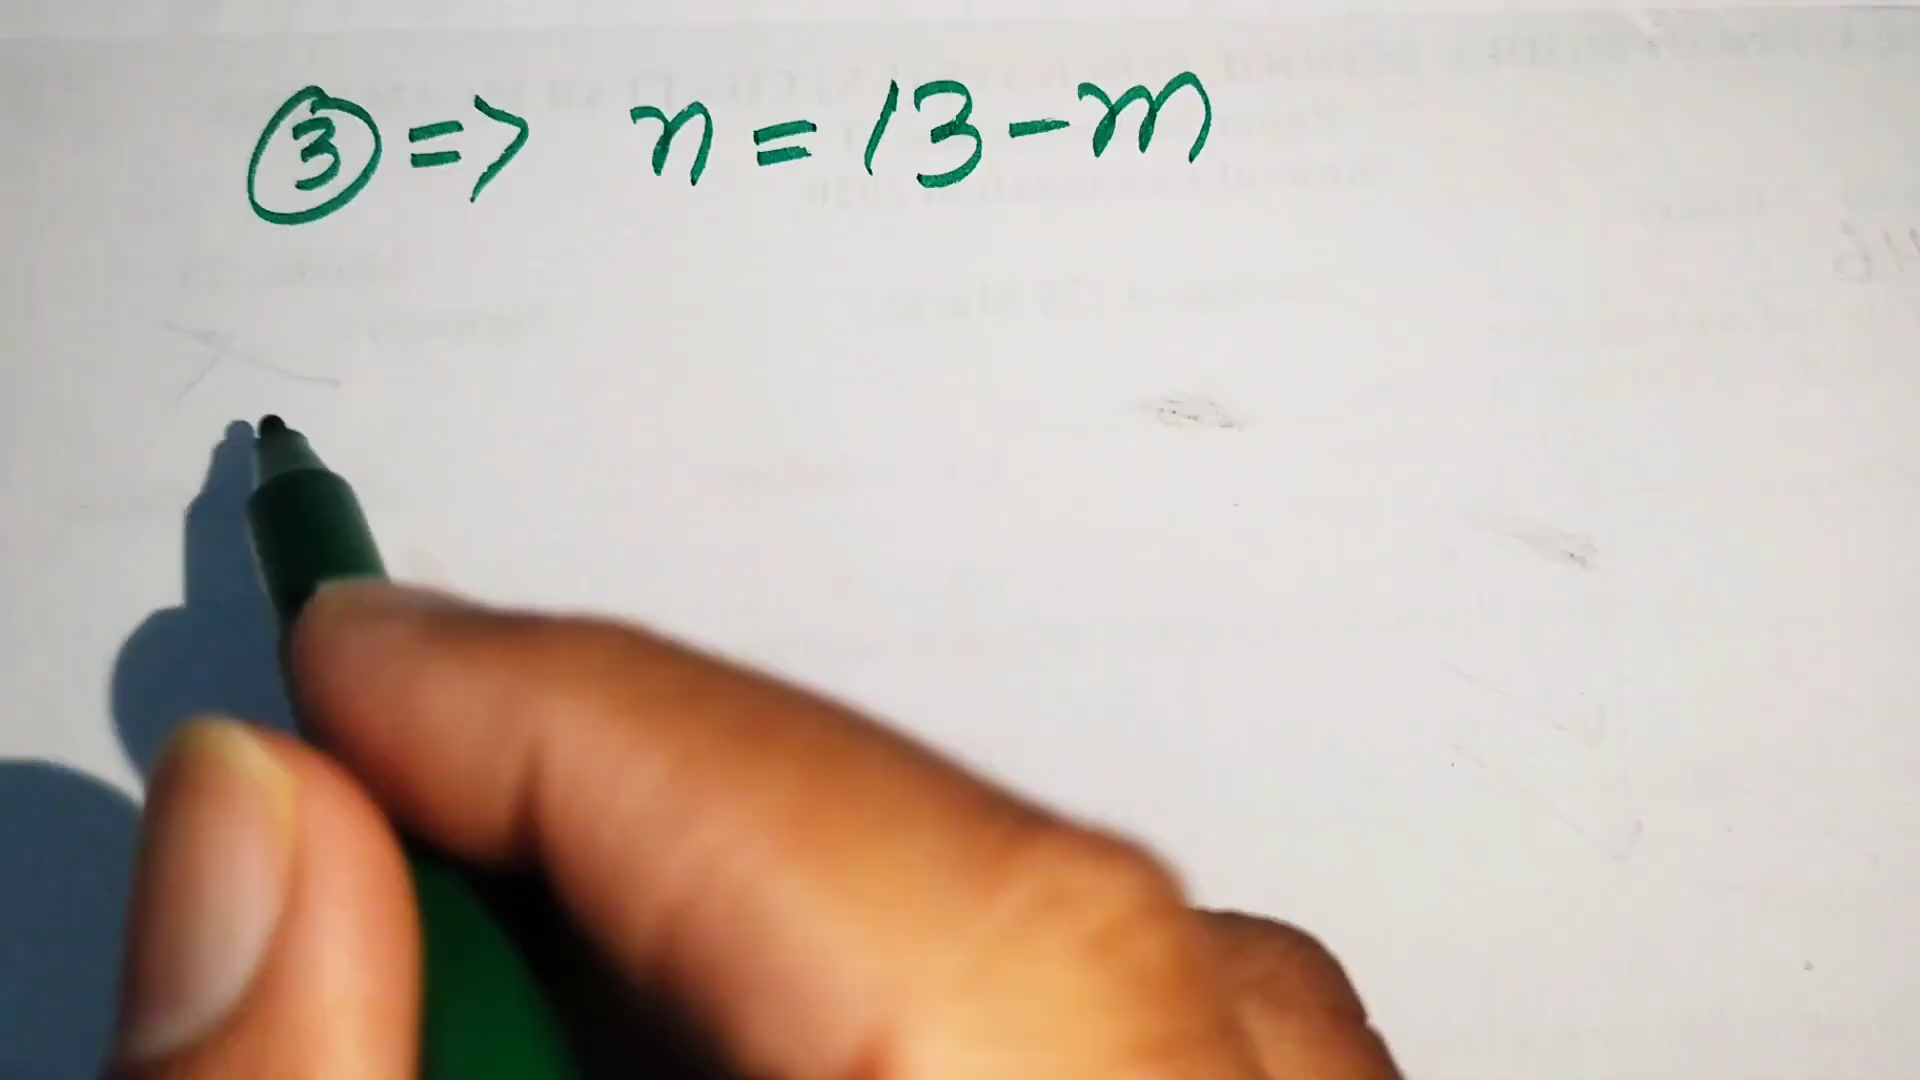 ③ => n = 13 - m